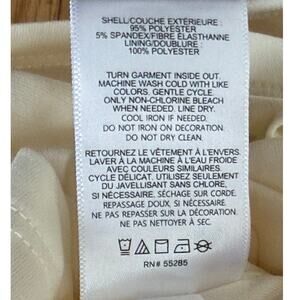 SHELL/COUCHE EXTÉRIEURE :
95% POLYESTER
5% SPANDEX/FIBRE ÉLASTHANNE
LINING/DOUBLURE :
100% POLYESTER
TURN GARMENT INSIDE OUT.
MACHINE WASH COLD WITH LIKE
COLORS. GENTLE CYCLE.
ONLY NON-CHLORINE BLEACH
WHEN NEEDED. LINE DRY.
COOL IRON IF NEEDED.
DO NOT IRON ON DECORATION.
DO NOT DRY CLEAN.
RETOURNEZ LE VÊTEMENT À L'ENVERS.
LAVER À LA MACHINE À L'EAU FROIDE
AVEC COULEURS SIMILAIRES.
CYCLE DÉLICAT. UTILISEZ SEULEMENT
DU JAVELLISANT SANS CHLORE,
SI NÉCESSAIRE. SÉCHAGE SUR CORDE.
REPASSAGE DOUX, SI NÉCESSAIRE.
NE PAS REPASSER SUR LA DÉCORATION.
NE PAS NETTOYER À SEC.
RN# 55285